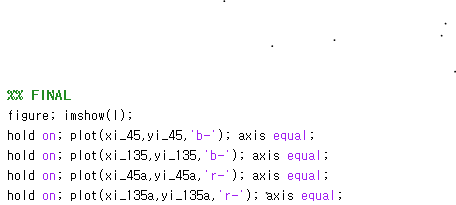 %% FINAL
figure; imshow(I);
hold on; plot(xi_45,yi_45,'b-'); axis equal;
hold on; plot(xi_135,yi_135,'b-'); axis equal;
hold on; plot(xi_45a,yi_45a,'r-'); axis equal;
hold on; plot(xi_135a,yi_135a,'r-'); axis equal;